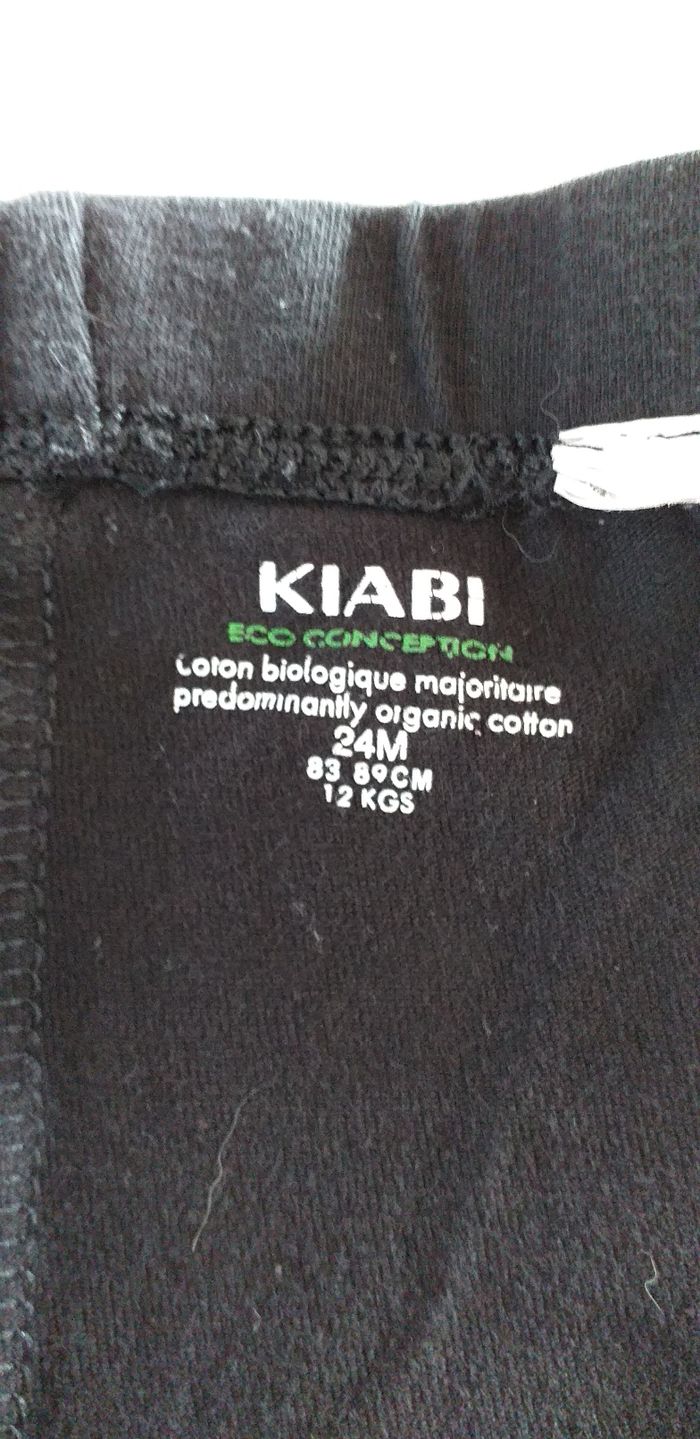 KIABI
ECO CONCEPTION
Coton biologique majoritaire
predominantly organic cotton
24M
83 89CM
12 KGS